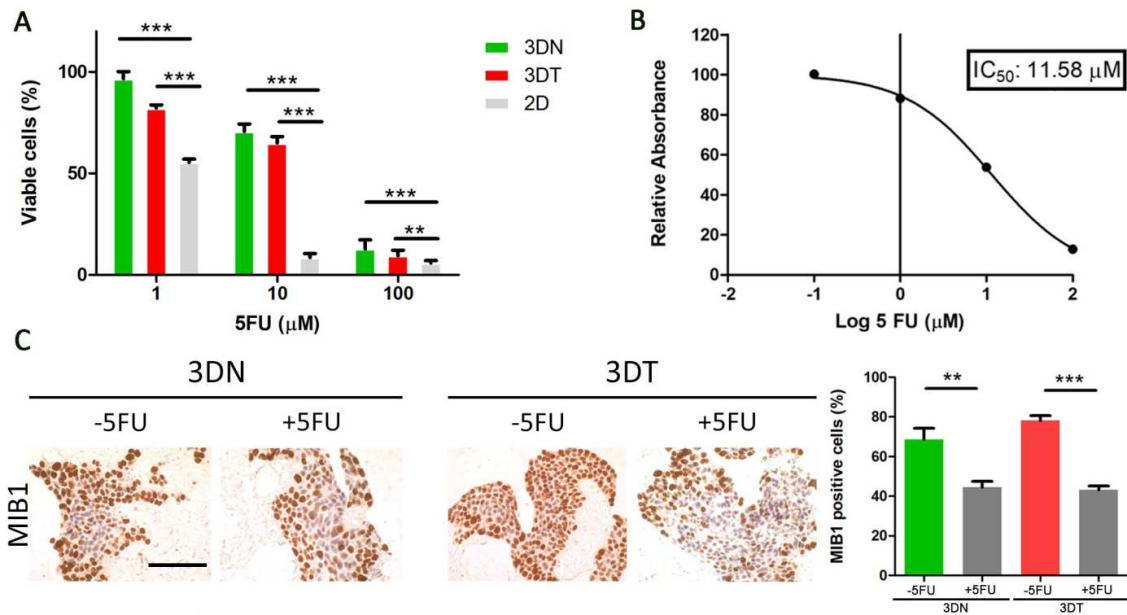 A
***
***
***
***
***
**
100
50
0
Viable cells (%)
1
10
100
5FU (μM)
3DN
3DT
2D
B
IC50: 11.58 μM
120
100
80
60
40
20
0
Relative Absorbance
-2
-1
0
1
2
Log 5 FU (μM)
C
3DN
3DT
-5FU
+5FU
-5FU
+5FU
MIB1
**
***
100
80
60
40
20
0
MIB1 positive cells (%)
-5FU
+5FU
-5FU
+5FU
3DN
3DT